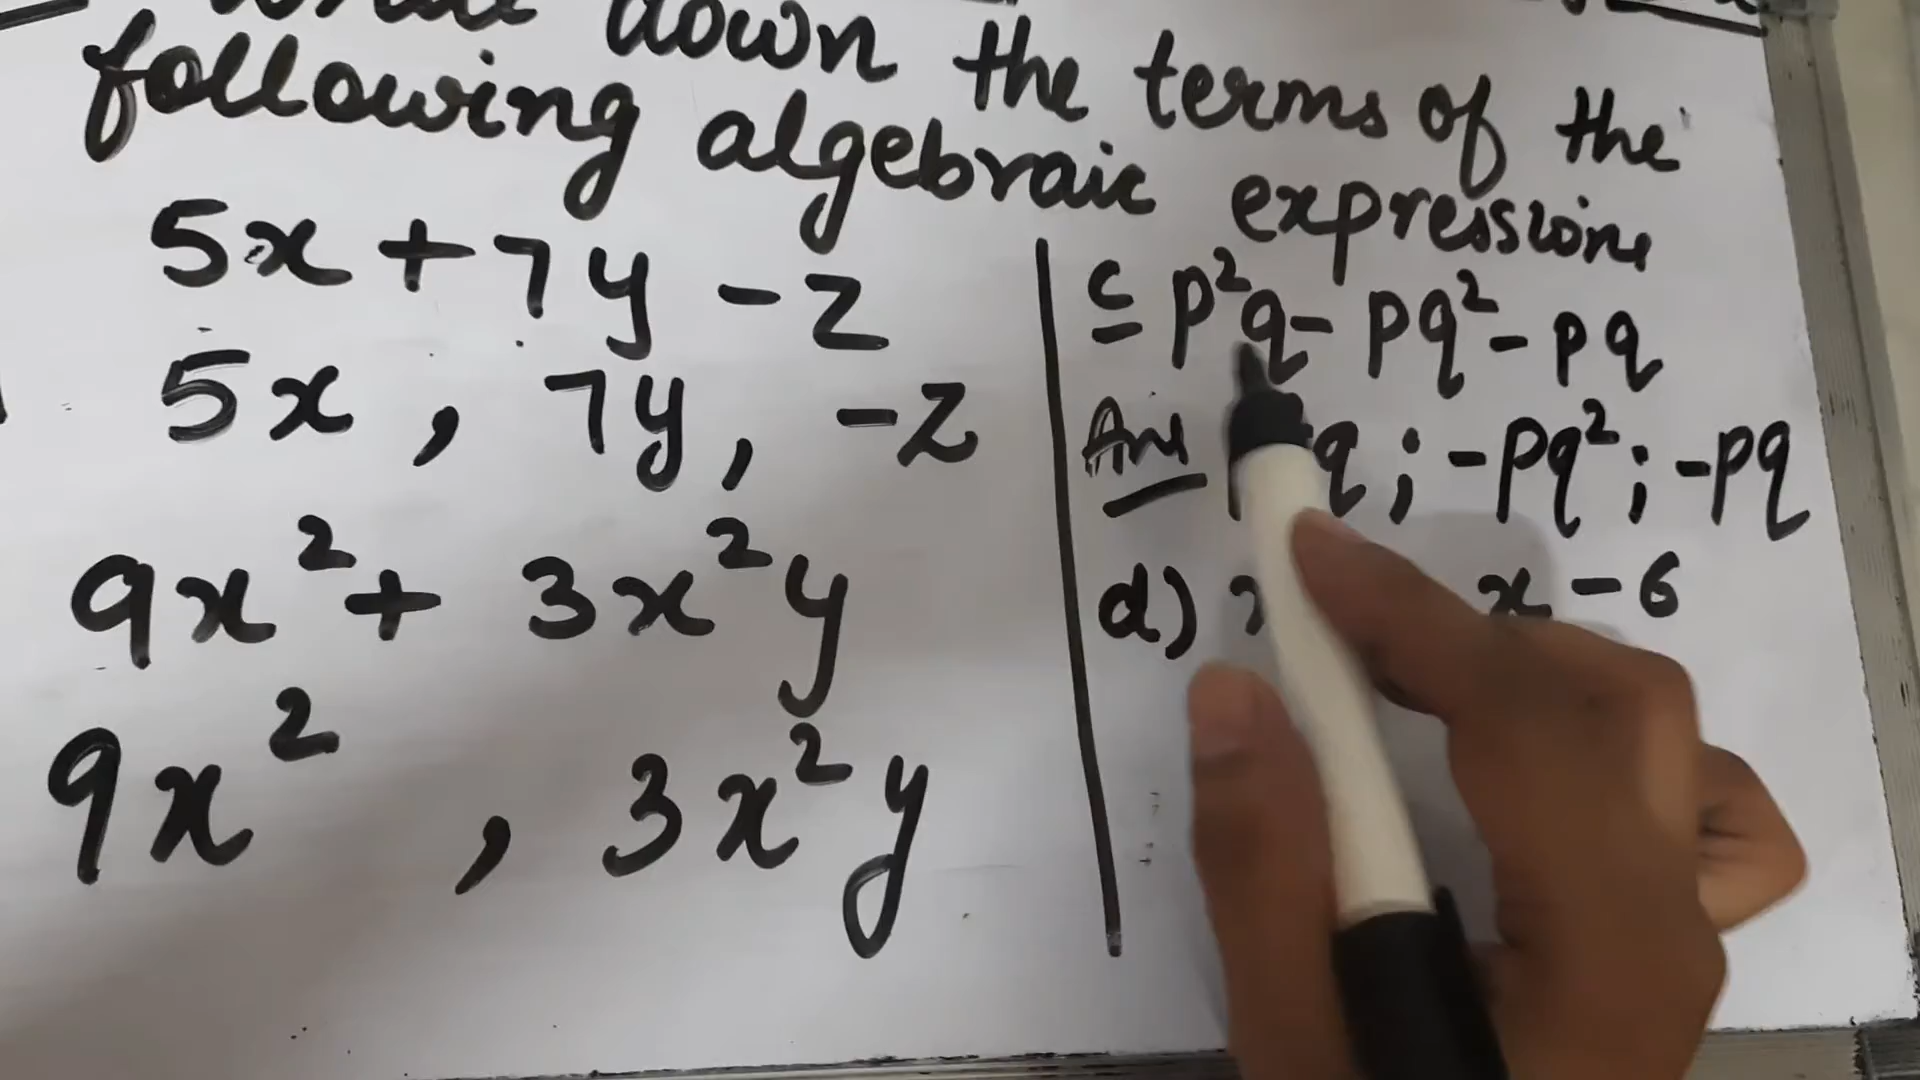 down the terms of the
following algebraic expressions
5x + 7y - z
5x , 7y , -z
9x² + 3x²y
9x² , 3x²y
c p²q - pq² - pq
Ans q ; -pq² ; -pq
d) x - 6